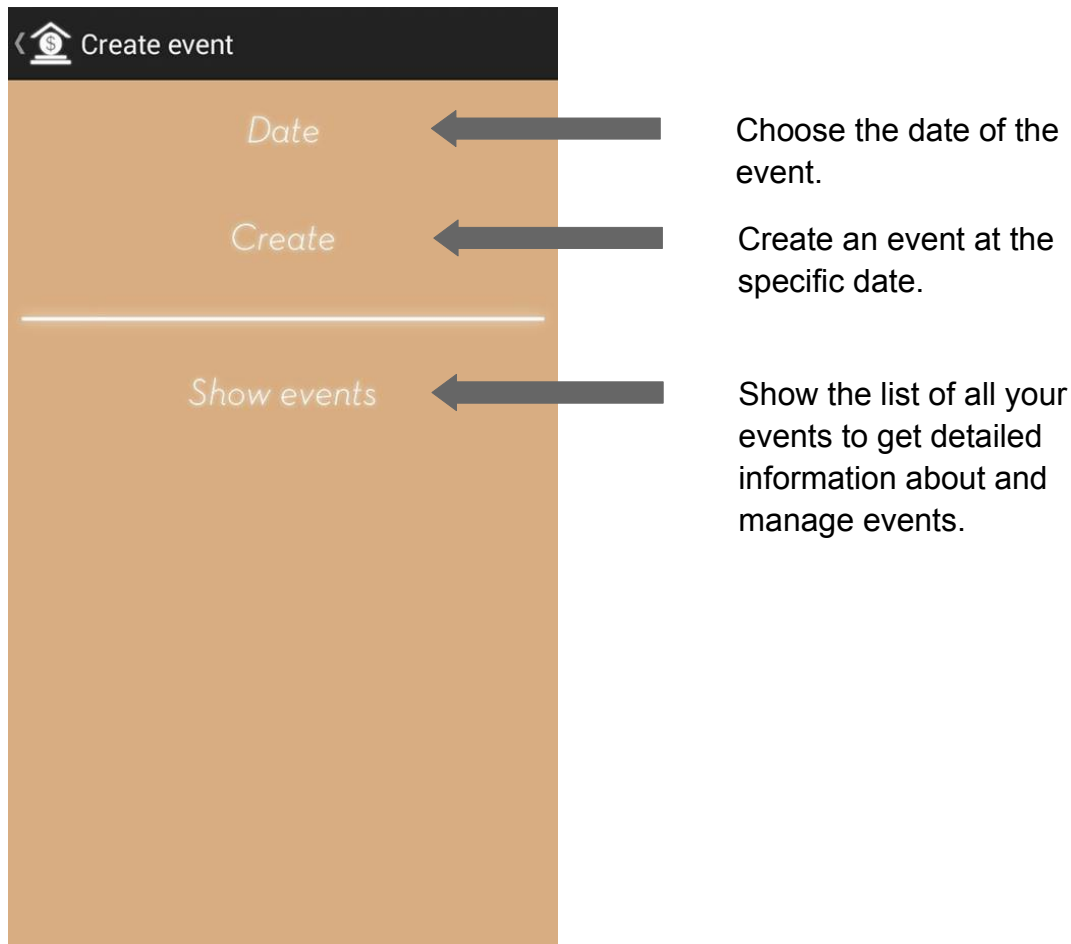 Create event
Date
Choose the date of the
event.
Create
Create an event at the
specific date.
Show events
Show the list of all your
events to get detailed
information about and
manage events.